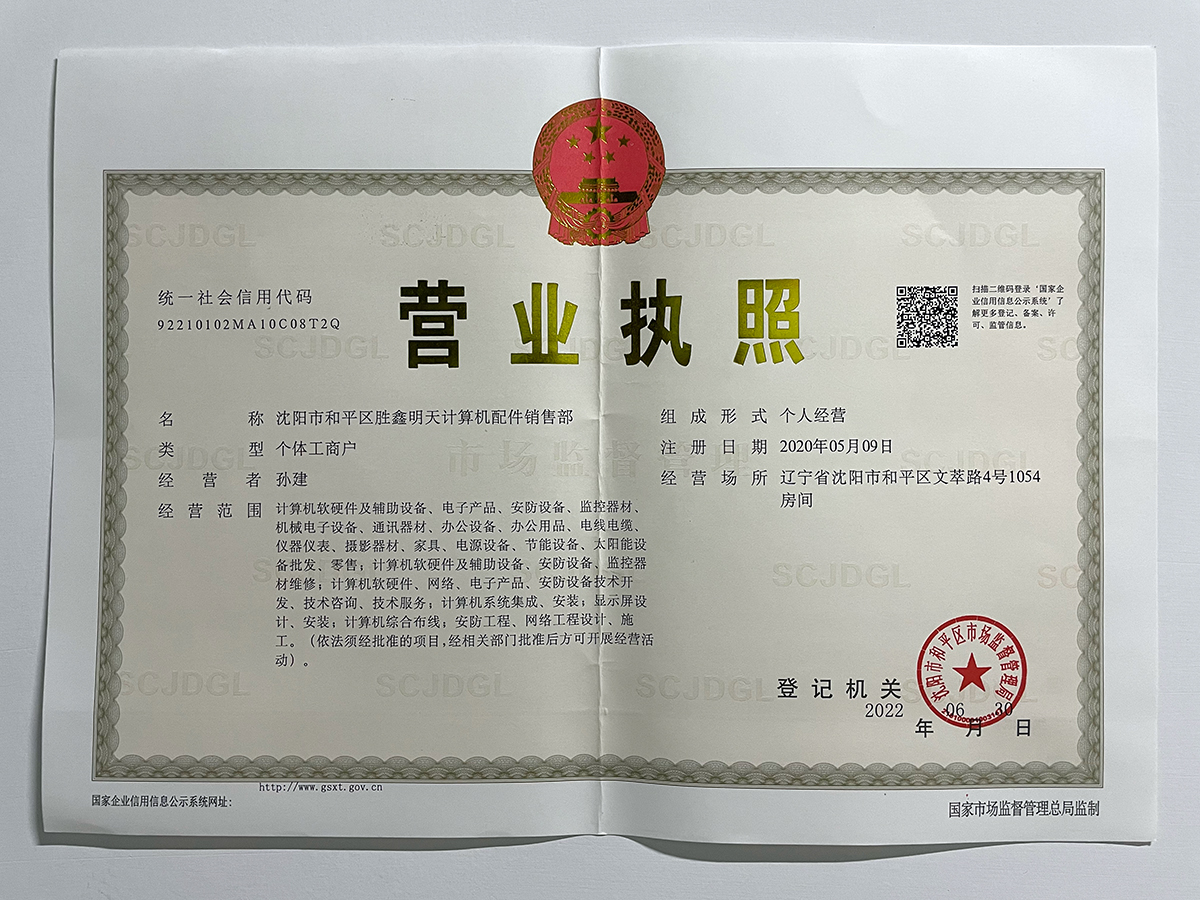 营业执照
统一社会信用代码
92210102MA10C08T2Q
扫描二维码登录‘国家企
业信用信息公示系统’了
解更多登记、备案、许
可、监管信息。
名称 沈阳市和平区胜鑫明天计算机配件销售部
类型 个体工商户
经营者 孙建
经营范围 计算机软硬件及辅助设备、电子产品、安防设备、监控器材、
机械电子设备、通讯器材、办公设备、办公用品、电线电缆、
仪器仪表、摄影器材、家具、电源设备、节能设备、太阳能设
备批发、零售；计算机软硬件及辅助设备、安防设备、监控器
材维修；计算机软硬件、网络、电子产品、安防设备技术开
发、技术咨询、技术服务；计算机系统集成、安装；显示屏设
计、安装；计算机综合布线；安防工程、网络工程设计、施
工。（依法须经批准的项目,经相关部门批准后方可开展经营活
动）。
组成形式 个人经营
注册日期 2020年05月09日
经营场所 辽宁省沈阳市和平区文萃路4号1054
房间
登记机关
沈阳市和平区市场监督管理局
2022年06月30日
http://www.gsxt.gov.cn
国家企业信用信息公示系统网址：
国家市场监督管理总局监制
SCJDGL
市场监督管理